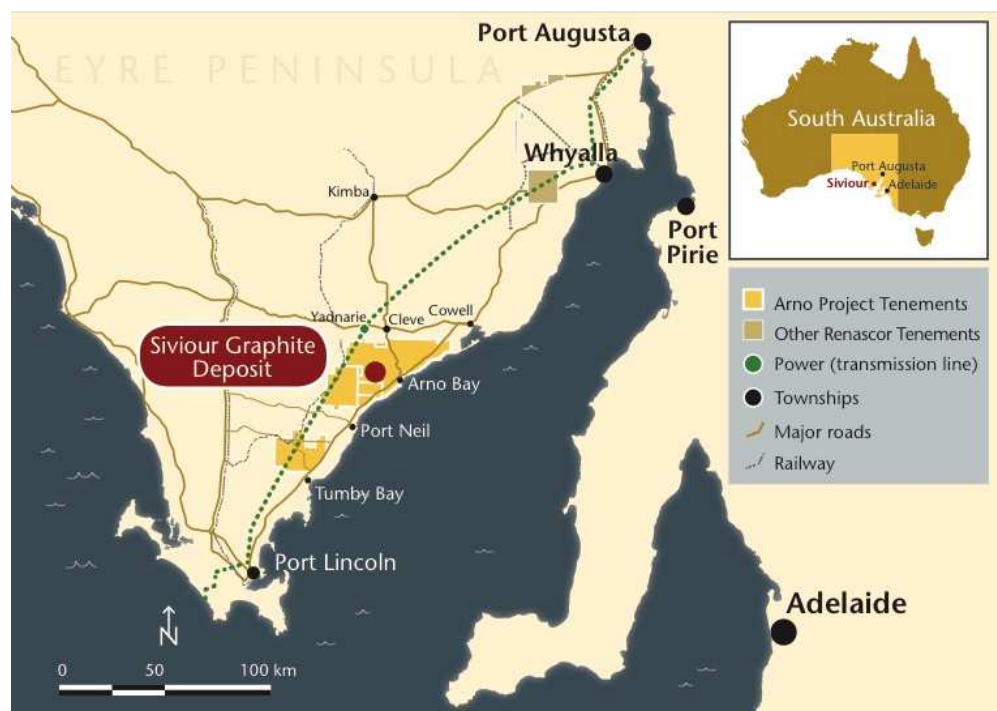 EYRE PENINSULA
Port Augusta
Whyalla
Kimba
Port
Pirie
Yadnarie
Cleve
Cowell
Siviour Graphite
Deposit
Arno Bay
Port Neil
Tumby Bay
Port Lincoln
Adelaide
N
0 50 100 km
South Australia
Port Augusta
Siviour
Adelaide
Arno Project Tenements
Other Renascor Tenements
Power (transmission line)
Townships
Major roads
Railway